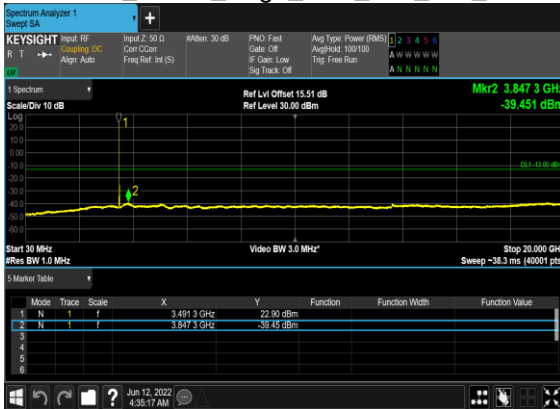 Spectrum Analyzer 1
Swept SA
KEYSIGHT Input: RF Input Z: 50 Ω #Atten: 30 dB PNO: Fast Avg Type: Power (RMS) 1 2 3 4 5 6
R T Coupling: DC Corr CCorr Gate: Off Avg|Hold: 100/100 A W W W W W
Align: Auto Freq Ref: Int (S) IF Gain: Low Trig: Free Run
LXI Sig Track: Off A N N N N N
1 Spectrum Ref Lvl Offset 15.51 dB Mkr2 3.847 3 GHz
Scale/Div 10 dB Ref Level 30.00 dBm -39.451 dBm
Log
20.0
10.0
0.00
-10.0
-20.0
-30.0
-40.0
-50.0
-60.0
1
2
DL1 -13.00 dBm
Start 30 MHz Video BW 3.0 MHz* Stop 20.000 GHz
#Res BW 1.0 MHz Sweep ~38.3 ms (40001 pts)
5 Marker Table
Mode Trace Scale X Y Function Function Width Function Value
1 N 1 f 3.491 3 GHz 22.90 dBm
2 N 1 f 3.847 3 GHz -39.45 dBm
3
4
5
6
Jun 12, 2022
4:35:17 AM